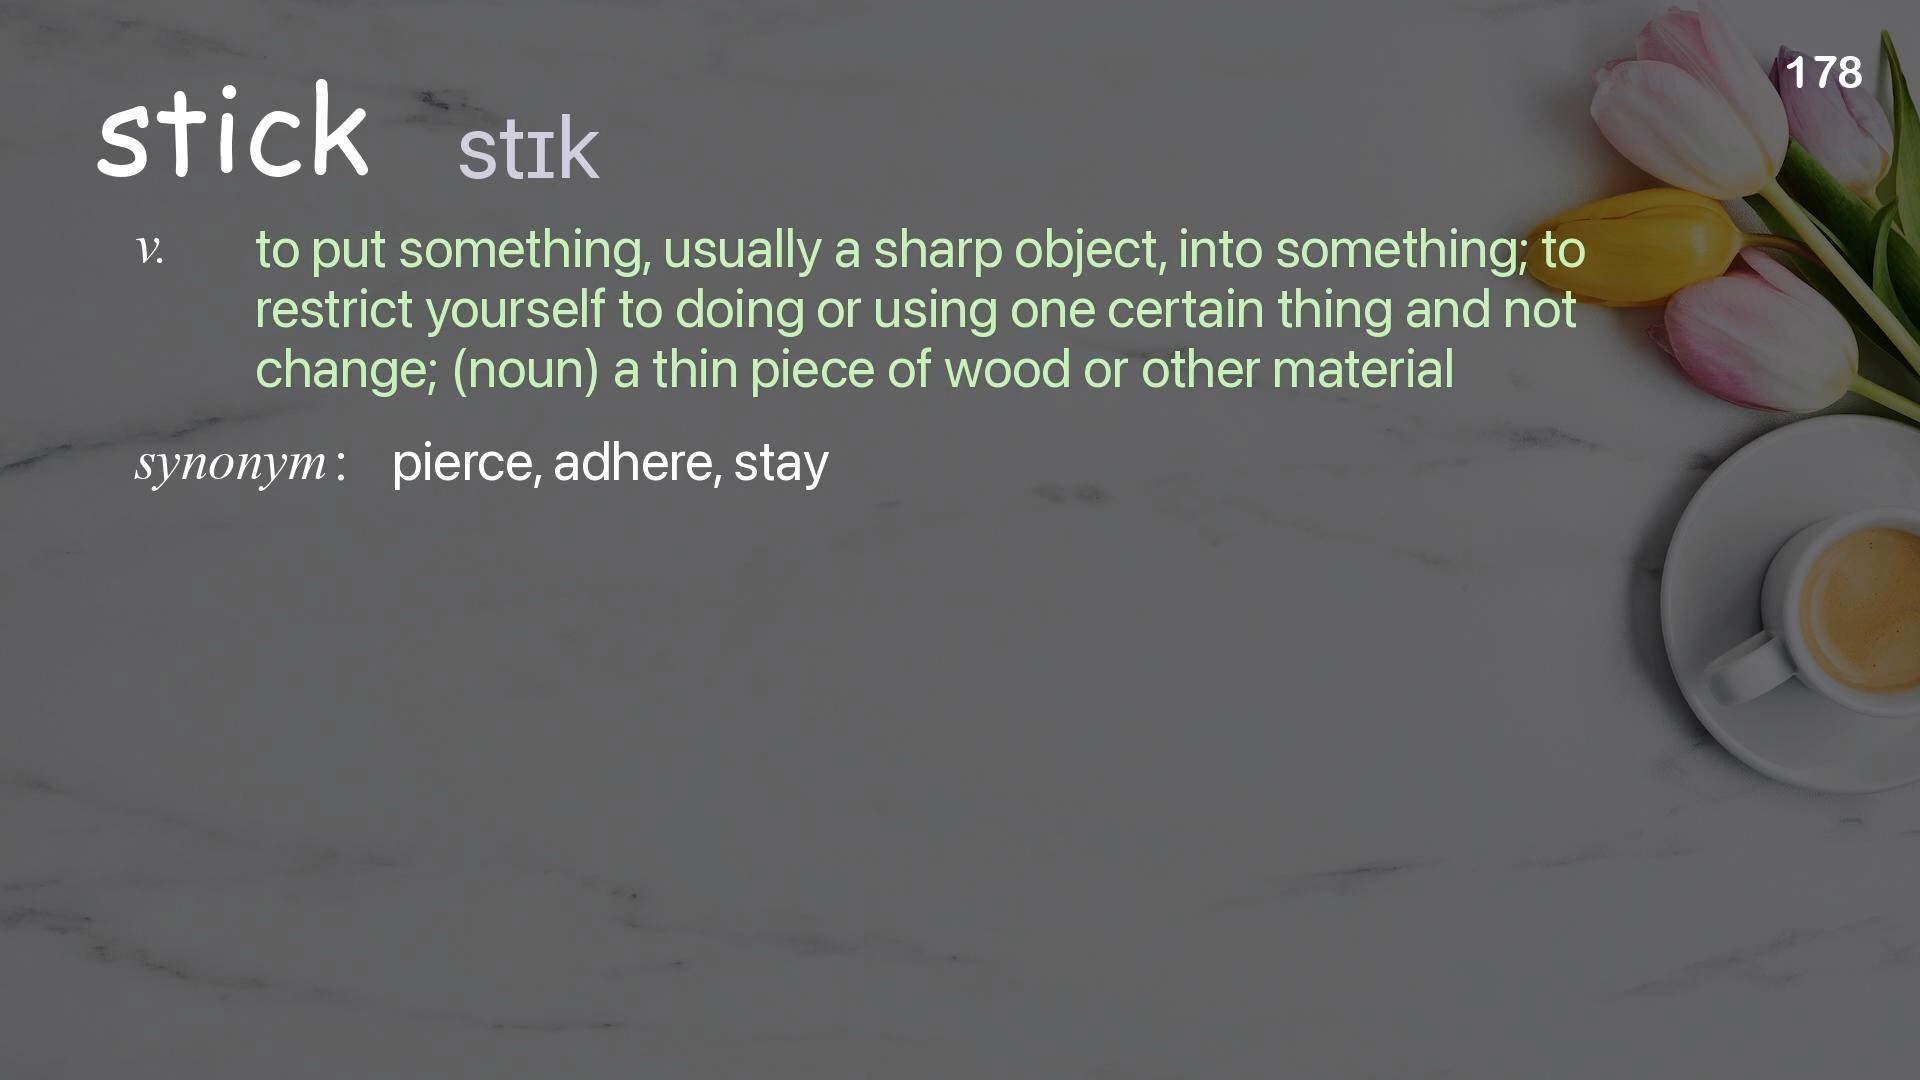 178
stick stɪk
v. to put something, usually a sharp object, into something; to
restrict yourself to doing or using one certain thing and not
change; (noun) a thin piece of wood or other material
synonym: pierce, adhere, stay